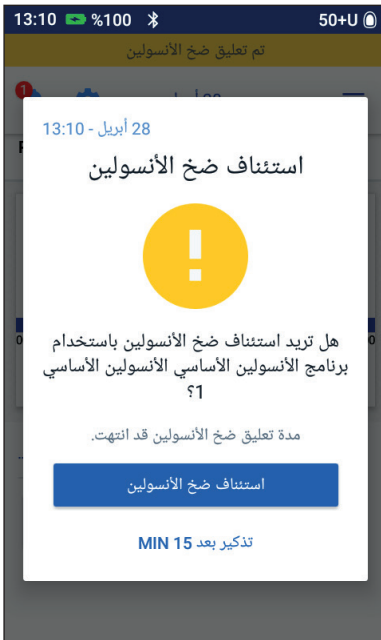 13:10 %100 50+U
تم تعليق ضخ الأنسولين
1
28 أبريل - 13:10
استئناف ضخ الأنسولين
هل تريد استئناف ضخ الأنسولين باستخدام
برنامج الأنسولين الأساسي الأنسولين الأساسي
1؟
مدة تعليق ضخ الأنسولين قد انتهت.
استئناف ضخ الأنسولين
تذكير بعد 15 MIN